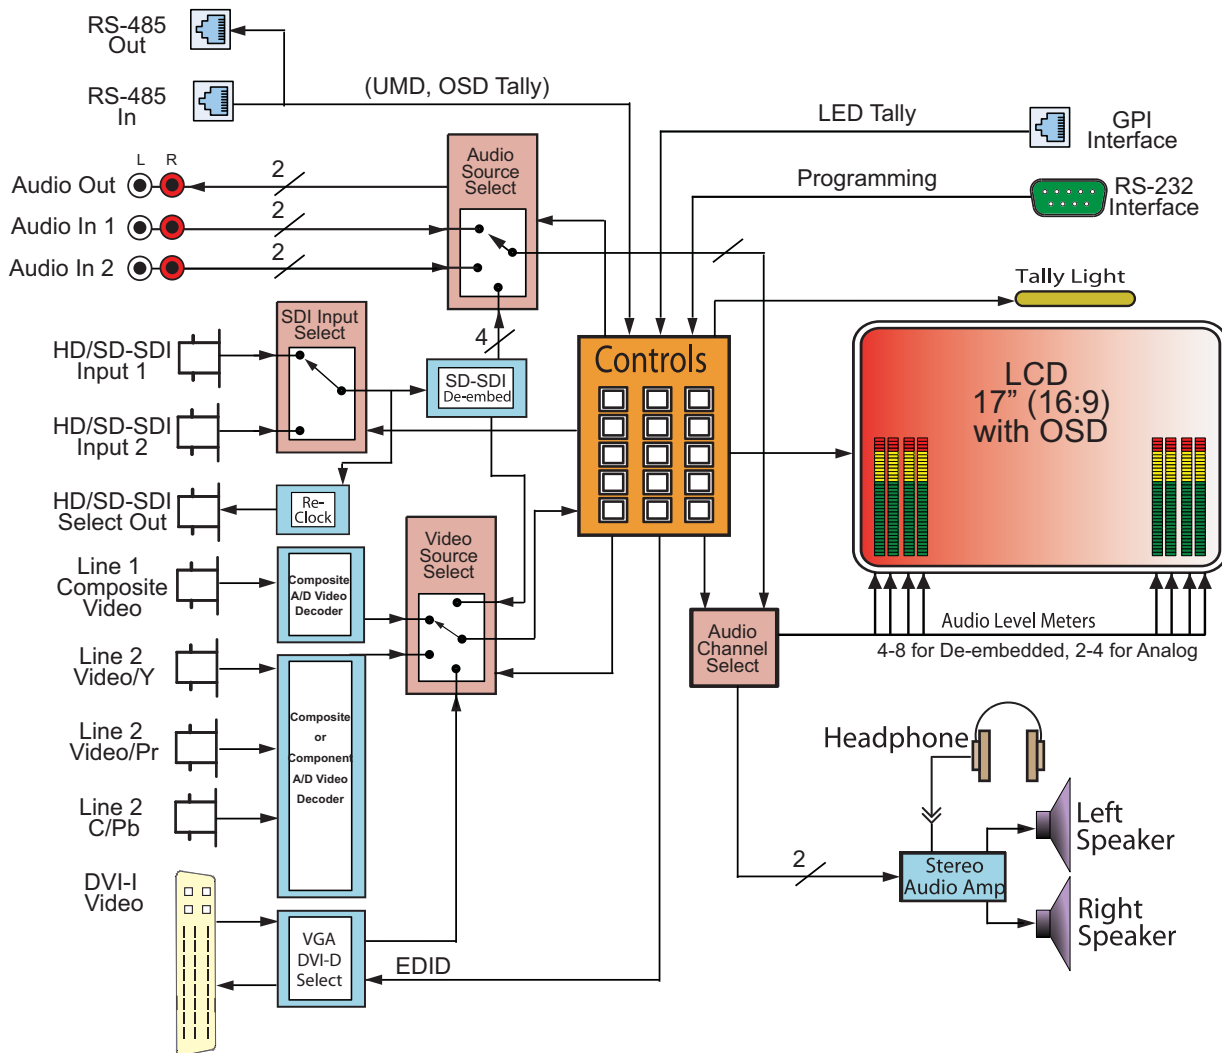 RS-485
Out
RS-485
In
(UMD, OSD Tally)
LED Tally
GPI
Interface
Programming
RS-232
Interface
L R
Audio Out
2
Audio In 1
2
Audio In 2
2
Audio
Source
Select
Tally Light
SDI Input
Select
4
HD/SD-SDI
Input 1
HD/SD-SDI
Input 2
SD-SDI
De-embed
Controls
LCD
17” (16:9)
with OSD
HD/SD-SDI
Select Out
Re-
Clock
Video
Source
Select
Line 1
Composite
Video
Composite
A/D Video
Decoder
Audio
Channel
Select
Audio Level Meters
4-8 for De-embedded, 2-4 for Analog
Line 2
Video/Y
Line 2
Video/Pr
Line 2
C/Pb
Composite
or
Component
A/D Video
Decoder
Headphone
Left
Speaker
2
Stereo
Audio Amp
Right
Speaker
DVI-I
Video
VGA
DVI-D
Select
EDID